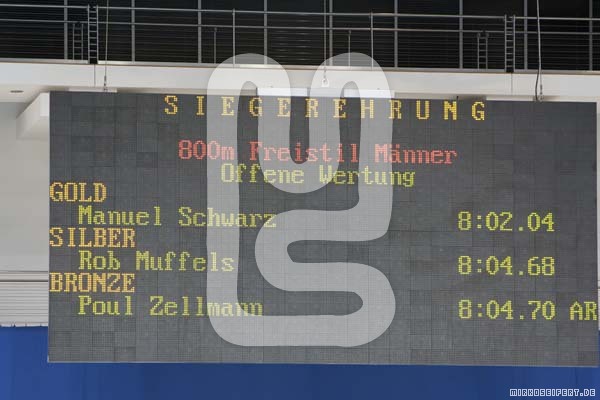 SIEGEREHRUNG
800m Freistil Männer
Offene Wertung
GOLD
Manuel Schwarz 8:02.04
SILBER
Rob Muffels 8:04.68
BRONZE
Poul Zellmann 8:04.70 AR
MIRKOSEIFERT.DE